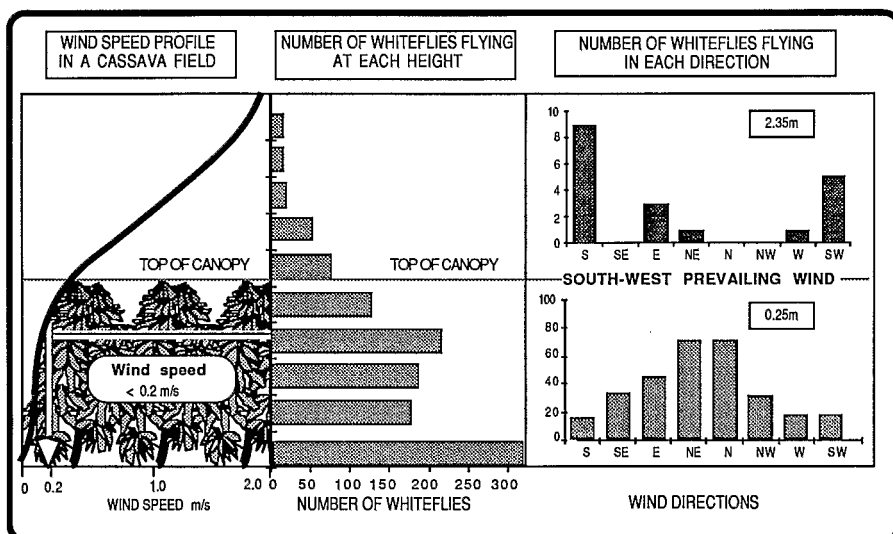 WIND SPEED PROFILE
IN A CASSAVA FIELD
NUMBER OF WHITEFLIES FLYING
AT EACH HEIGHT
NUMBER OF WHITEFLIES FLYING
IN EACH DIRECTION
TOP OF CANOPY
Wind speed
< 0.2 m/s
0 0.2 1.0 2.0
WIND SPEED m/s
TOP OF CANOPY
0 50 100 150 200 250 300
NUMBER OF WHITEFLIES
10
8
6
4
2
0
2.35m
S SE E NE N NW W SW
SOUTH-WEST PREVAILING WIND
100
80
60
40
20
0
0.25m
S SE E NE N NW W SW
WIND DIRECTIONS